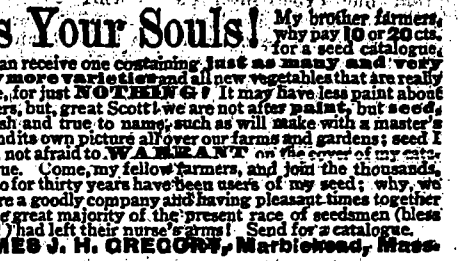 s Your Souls! My brother farmers,
why pay 10 or 20 cts.
for a seed catalogue,
an receive one containing just as many and very
more varieties and all new vegetables that are really
e, for just NOTHING? It may have less paint about
ers, but, great Scott! we are not after paint, but seed,
sh and true to name, such as will make with a master's
nd its own picture all over our farms and gardens; seed I
not afraid to WARRANT on the cover of my cata-
ue. Come, my fellow farmers, and join the thousands,
o for thirty years have been users of my seed; why, we
re a goodly company and having pleasant times together
great majority of the present race of seedsmen (bless
) had left their nurse's arms! Send for a catalogue.
MES J. H. GREGORY, Marblehead, Mass.